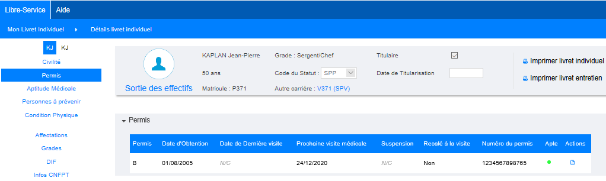 Libre-Service Aide
Mon Livret Individuel Détails livret individuel
KJ KJ
Civilité
Permis
Aptitude Médicale
Personnes à prévenir
Condition Physique
Affectations
Grades
DIF
Infos CNFPT
Sortie des effectifs
KAPLAN Jean-Pierre Grade : Sergent/Chef Titulaire
50 ans Code du Statut : SPP Date de Titularisation
Matricule : P371 Autre carrière : V371 (SPV)
Imprimer livret individuel
Imprimer livret entretien
Permis
Permis Date d'Obtention Date de Dernière visite Prochaine visite médicale Suspension Recalé à la visite Numéro du permis Apte Actions
B 01/08/2005 N/C 24/12/2020 N/C Non 1234567898765